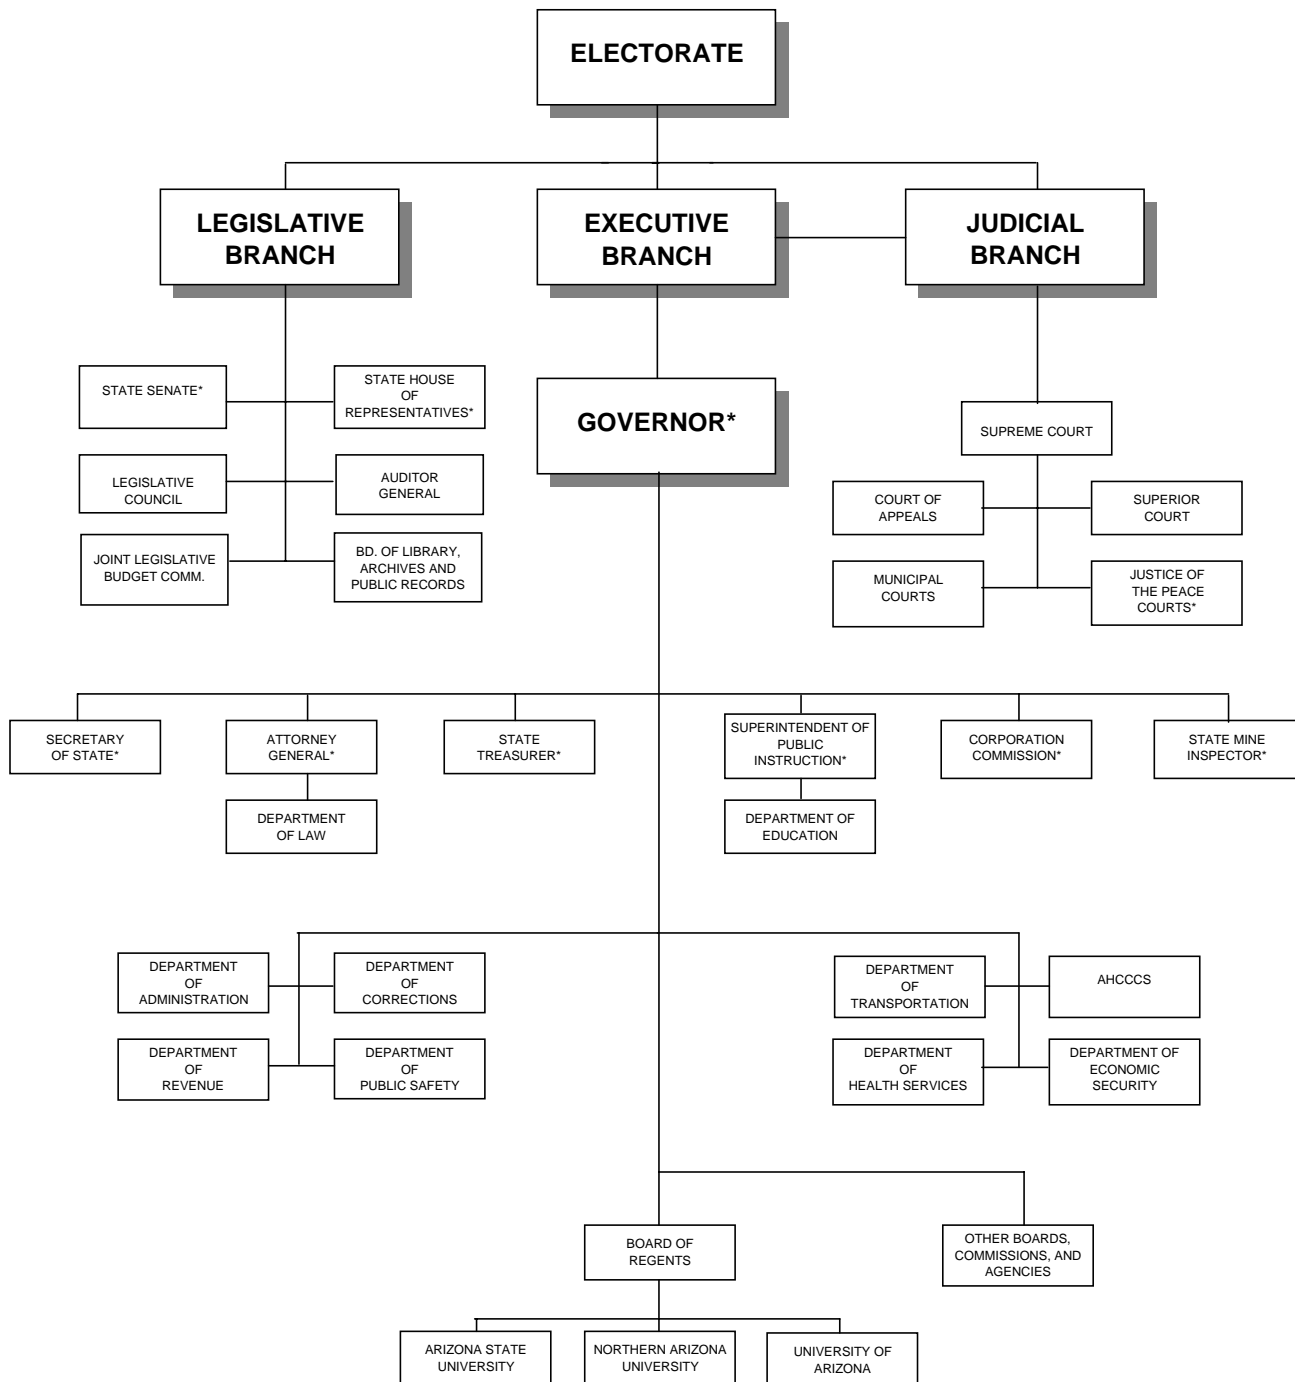 ELECTORATE
LEGISLATIVE
BRANCH
EXECUTIVE
BRANCH
JUDICIAL
BRANCH
STATE SENATE*
STATE HOUSE
OF
REPRESENTATIVES*
GOVERNOR*
SUPREME COURT
LEGISLATIVE
COUNCIL
AUDITOR
GENERAL
COURT OF
APPEALS
SUPERIOR
COURT
JOINT LEGISLATIVE
BUDGET COMM.
BD. OF LIBRARY,
ARCHIVES AND
PUBLIC RECORDS
MUNICIPAL
COURTS
JUSTICE OF
THE PEACE
COURTS*
SECRETARY
OF STATE*
ATTORNEY
GENERAL*
STATE
TREASURER*
SUPERINTENDENT OF
PUBLIC
INSTRUCTION*
CORPORATION
COMMISSION*
STATE MINE
INSPECTOR*
DEPARTMENT
OF LAW
DEPARTMENT OF
EDUCATION
DEPARTMENT
OF
ADMINISTRATION
DEPARTMENT
OF
CORRECTIONS
DEPARTMENT
OF
TRANSPORTATION
AHCCCS
DEPARTMENT
OF
REVENUE
DEPARTMENT
OF
PUBLIC SAFETY
DEPARTMENT
OF
HEALTH SERVICES
DEPARTMENT OF
ECONOMIC
SECURITY
BOARD OF
REGENTS
OTHER BOARDS,
COMMISSIONS, AND
AGENCIES
ARIZONA STATE
UNIVERSITY
NORTHERN ARIZONA
UNIVERSITY
UNIVERSITY OF
ARIZONA